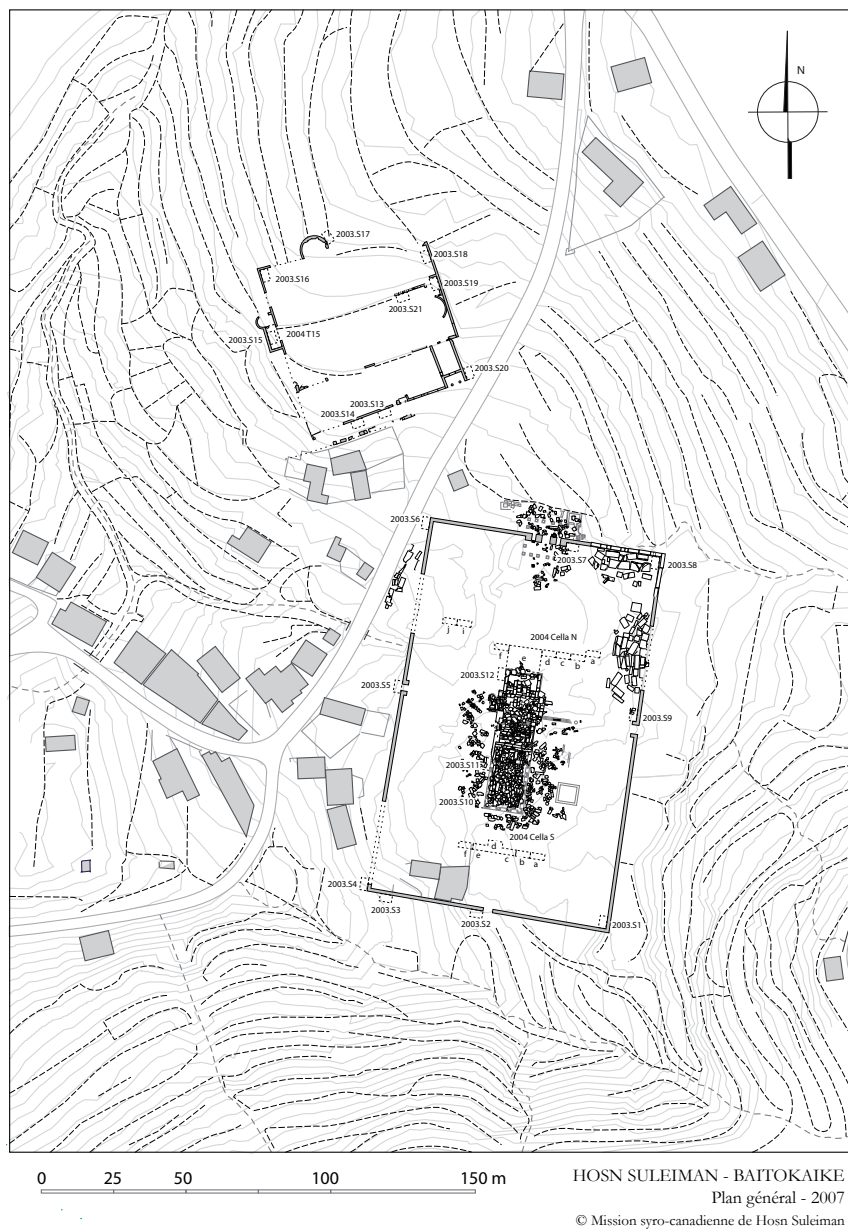 N
2003.S17
2003.S18
2003.S16
2003.S19
2003.S21
2004 T15
2003.S15
2003.S20
2003.S13
2003.S14
2003.S6
2003.S7
2003.S8
j i
2004 Cella N
f e d c b a
2003.S12
2003.S5
2003.S9
2003.S11
2003.S10
2004 Cella S
f e d c b a
2003.S4
2003.S3
2003.S2
2003.S1
0 25 50 100 150 m
HOSN SULEIMAN - BAITOKAIKE
Plan général - 2007
© Mission syro-canadienne de Hosn Suleiman